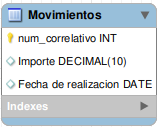 Movimientos
num_correlativo INT
Importe DECIMAL(10)
Fecha de realizacion DATE
Indexes